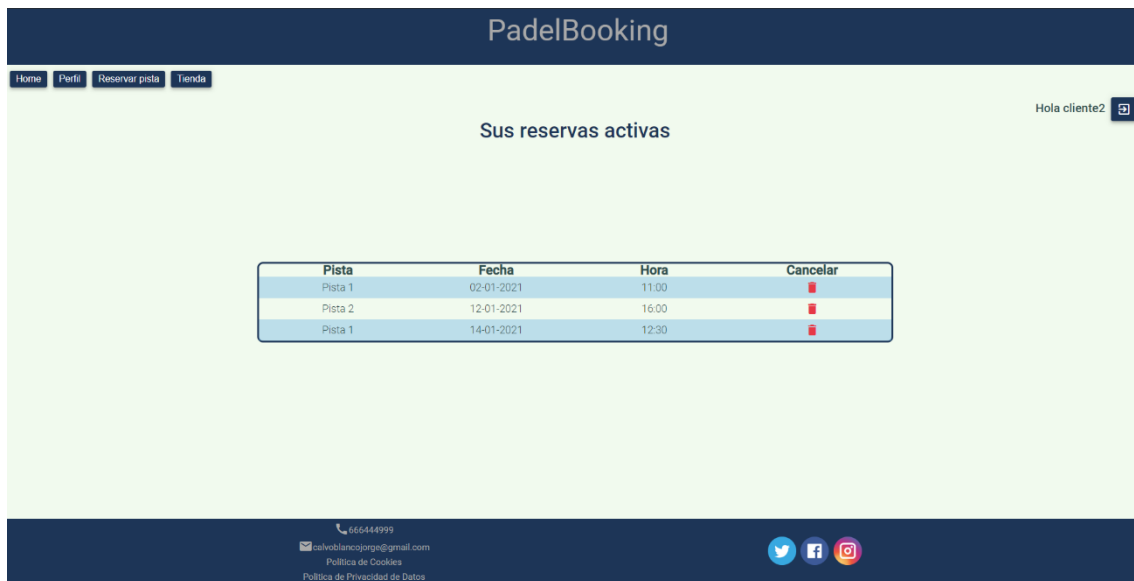 PadelBooking
Home Perfil Reservar pista Tienda
Hola cliente2
Sus reservas activas
Pista Fecha Hora Cancelar
Pista 1 02-01-2021 11:00
Pista 2 12-01-2021 16:00
Pista 1 14-01-2021 12:30
666444999
calvoblancojorge@gmail.com
Política de Cookies
Política de Privacidad de Datos